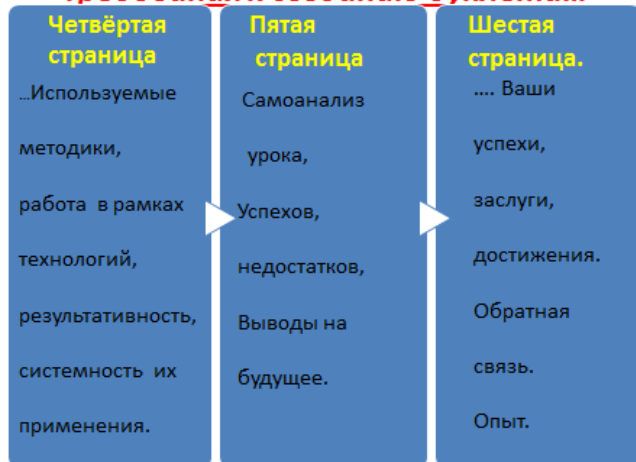 Четвёртая
страница
...Используемые
методики,
работа в рамках
технологий,
результативность,
системность их
применения.
Пятая
страница
Самоанализ
урока,
Успехов,
недостатков,
Выводы на
будущее.
Шестая
страница.
.... Ваши
успехи,
заслуги,
достижения.
Обратная
связь.
Опыт.